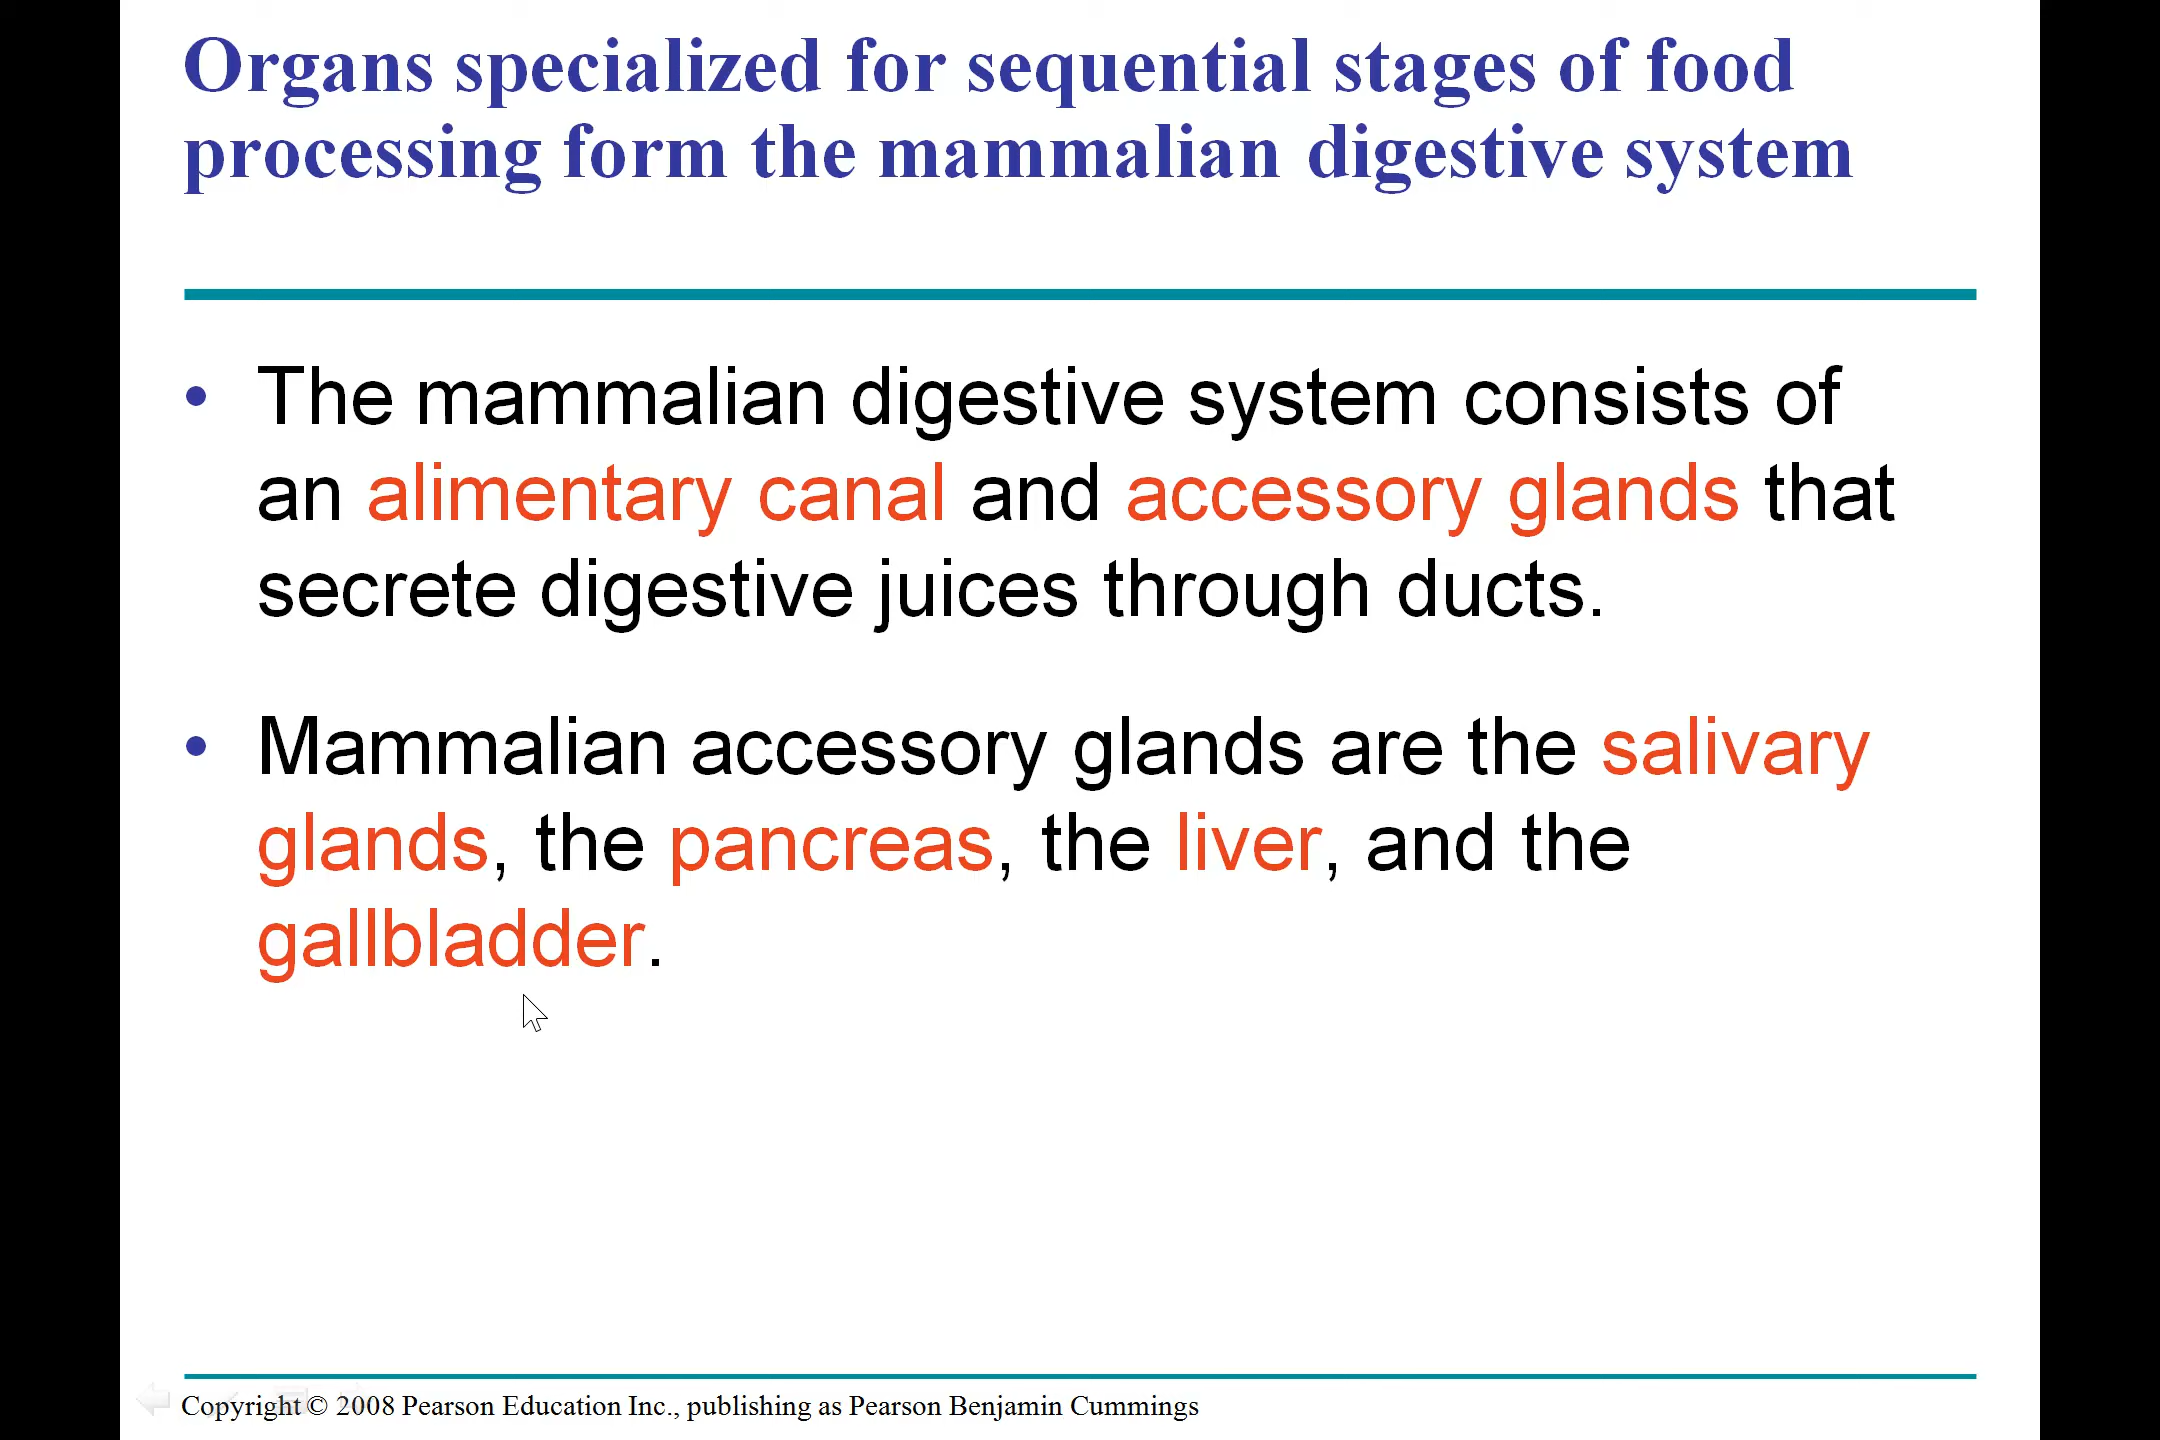 Organs specialized for sequential stages of food
processing form the mammalian digestive system
• The mammalian digestive system consists of
an alimentary canal and accessory glands that
secrete digestive juices through ducts.
• Mammalian accessory glands are the salivary
glands, the pancreas, the liver, and the
gallbladder.
Copyright © 2008 Pearson Education Inc., publishing as Pearson Benjamin Cummings